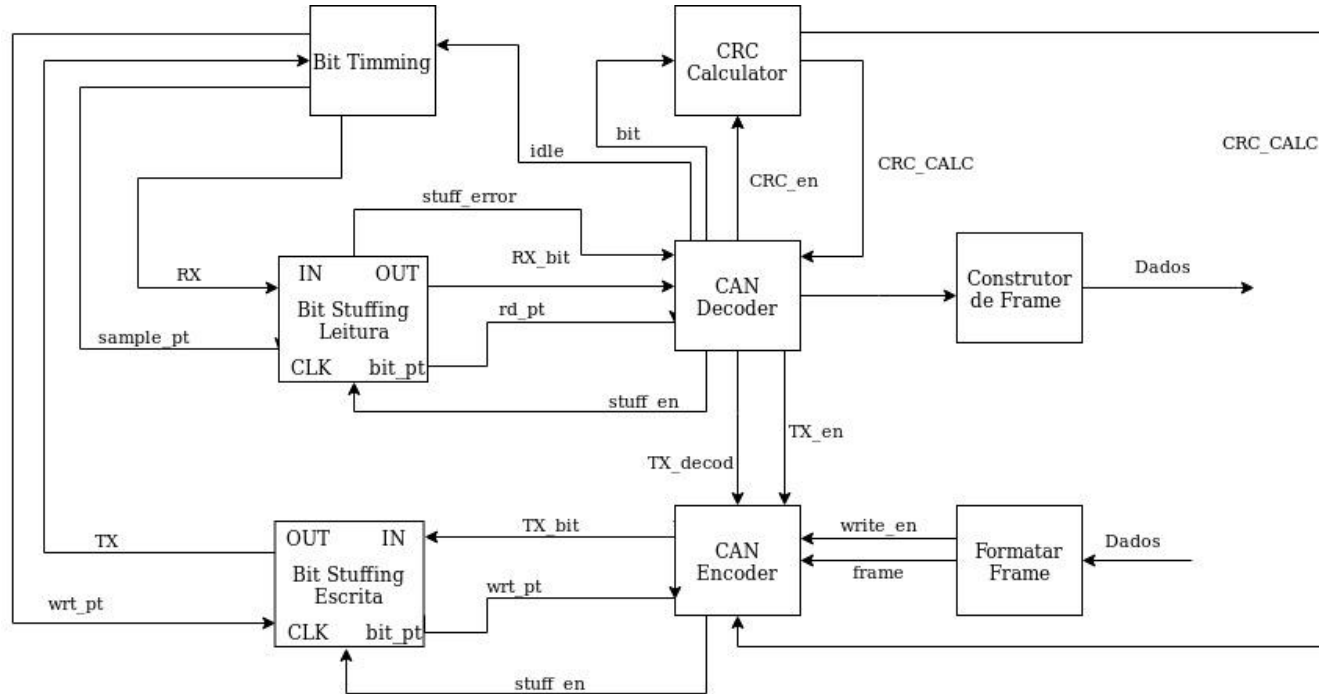 Bit Timming
CRC
Calculator
bit
idle
CRC_CALC
CRC_CALC
CRC_en
stuff_error
RX
IN
OUT
RX_bit
CAN
Decoder
Construtor
de Frame
Dados
Bit Stuffing
Leitura
rd_pt
sample_pt
CLK
bit_pt
stuff_en
TX_en
TX_decod
TX
OUT
IN
TX_bit
CAN
Encoder
write_en
frame
Formatar
Frame
Dados
Bit Stuffing
Escrita
wrt_pt
wrt_pt
CLK
bit_pt
stuff_en